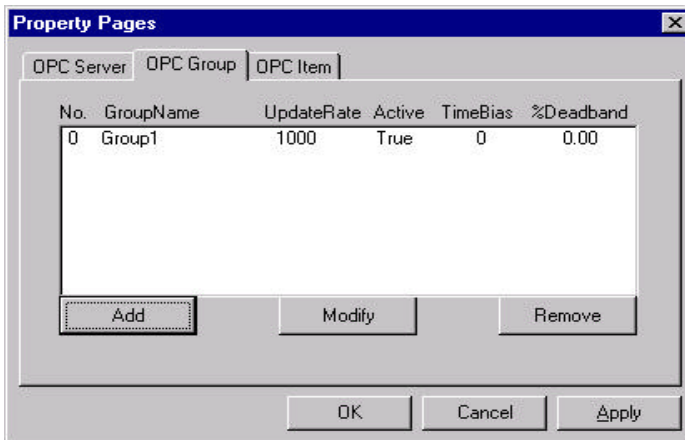 Property Pages
OPC Server OPC Group OPC Item
No. GroupName UpdateRate Active TimeBias %Deadband
0 Group1 1000 True 0 0.00
Add Modify Remove
OK Cancel Apply